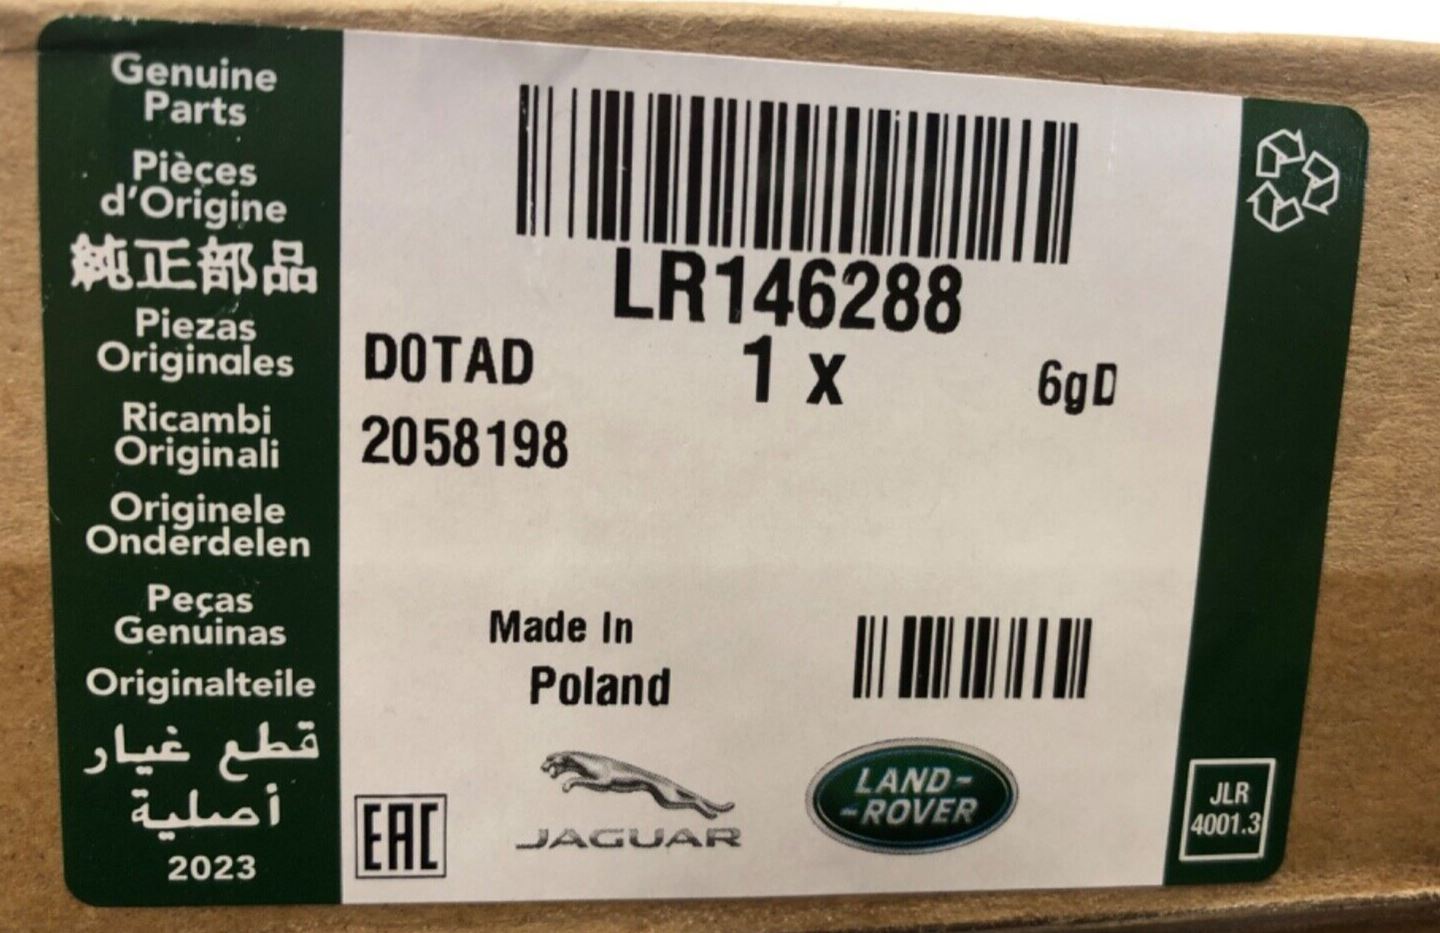 Genuine
Parts
Pièces
d'Origine
純正部品
Piezas
Originales
Ricambi
Originali
Originele
Onderdelen
Peças
Genuinas
Originalteile
قطع غيار
أصلية
2023
LR146288
D0TAD 1 x 6gD
2058198
Made In
Poland
EAC
JAGUAR
LAND-
-ROVER
JLR
4001.3